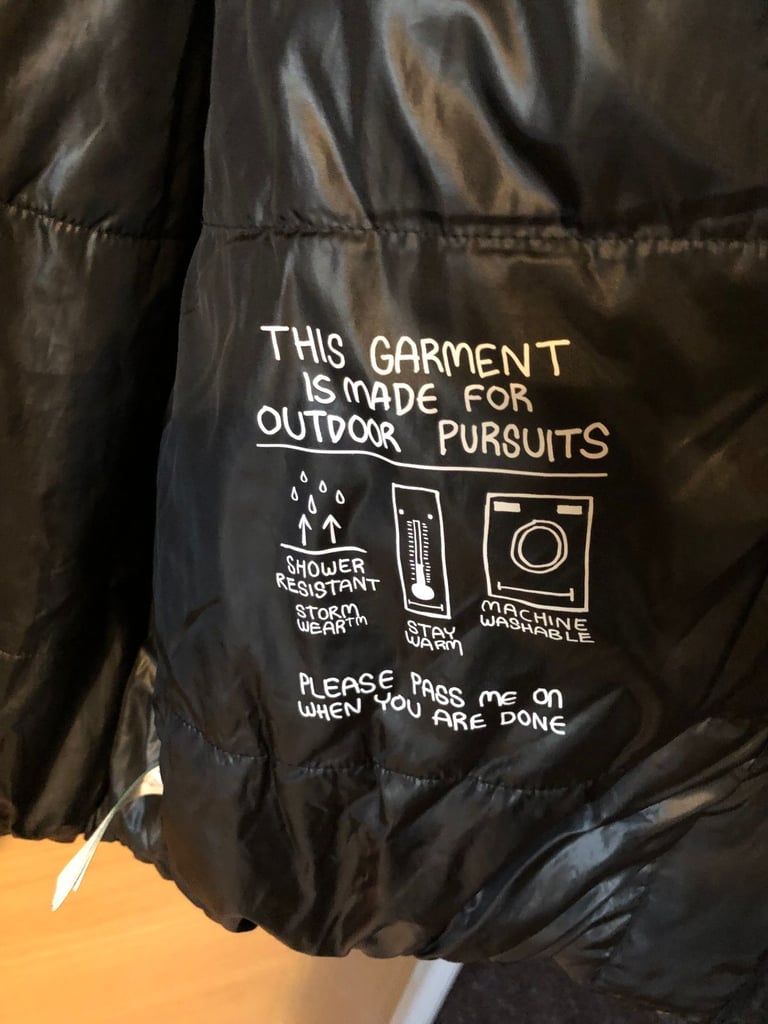 THIS GARMENT
IS MADE FOR
OUTDOOR PURSUITS
SHOWER
RESISTANT
STORM
WEAR™
STAY
WARM
MACHINE
WASHABLE
PLEASE PASS ME ON
WHEN YOU ARE DONE